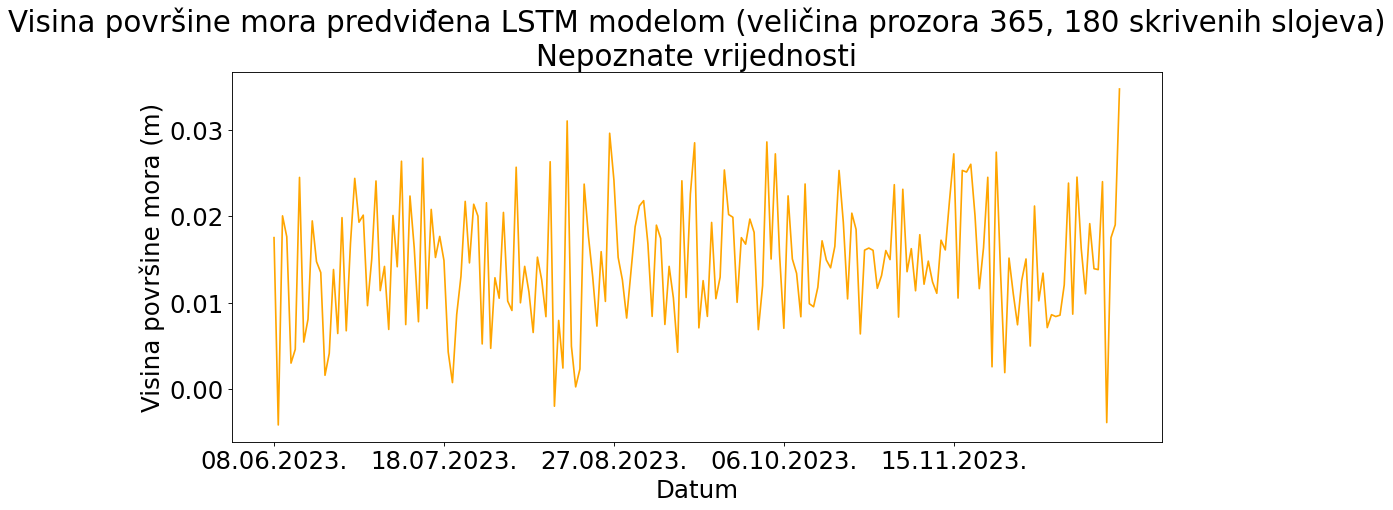 Visina površine mora predviđena LSTM modelom (veličina prozora 365, 180 skrivenih slojeva)
Nepoznate vrijednosti
Visina površine mora (m)
0.03
0.02
0.01
0.00
08.06.2023. 18.07.2023. 27.08.2023. 06.10.2023. 15.11.2023.
Datum